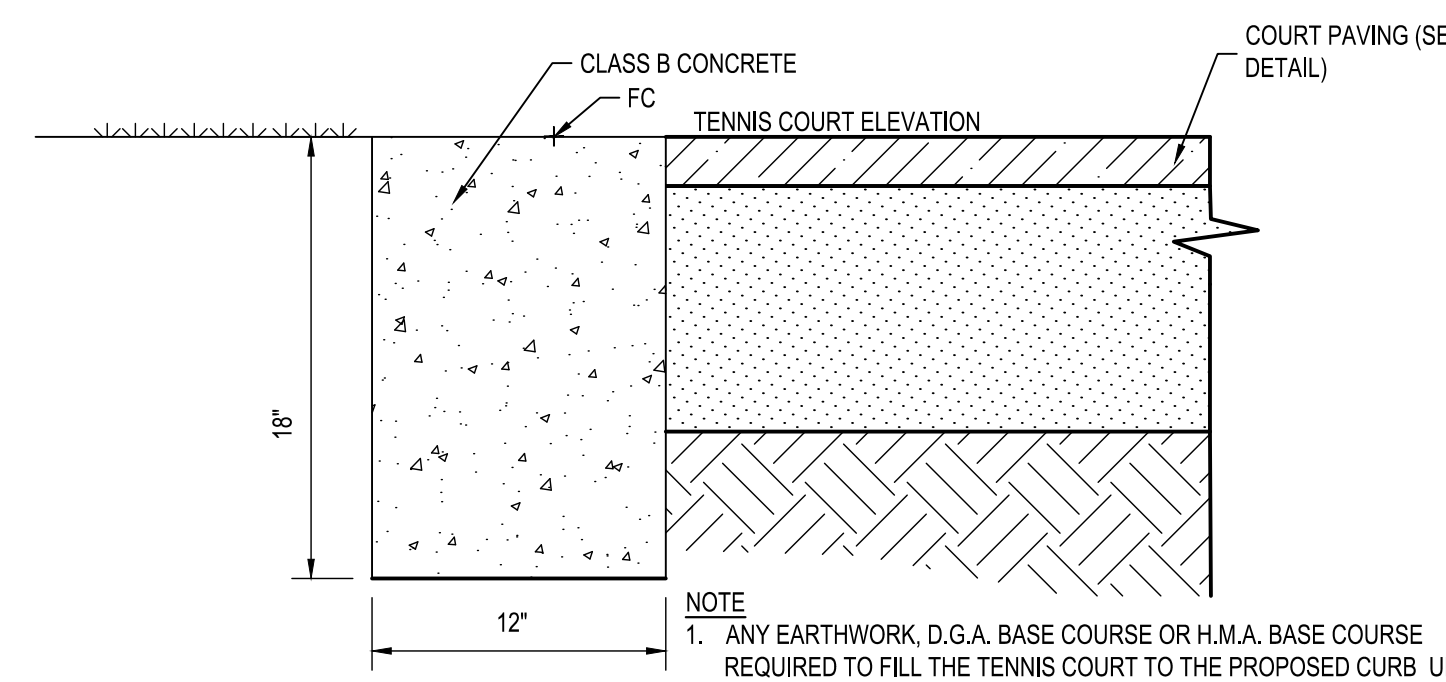 COURT PAVING (SE
DETAIL)
CLASS B CONCRETE
FC
TENNIS COURT ELEVATION
18"
12"
NOTE
1. ANY EARTHWORK, D.G.A. BASE COURSE OR H.M.A. BASE COURSE
REQUIRED TO FILL THE TENNIS COURT TO THE PROPOSED CURB U